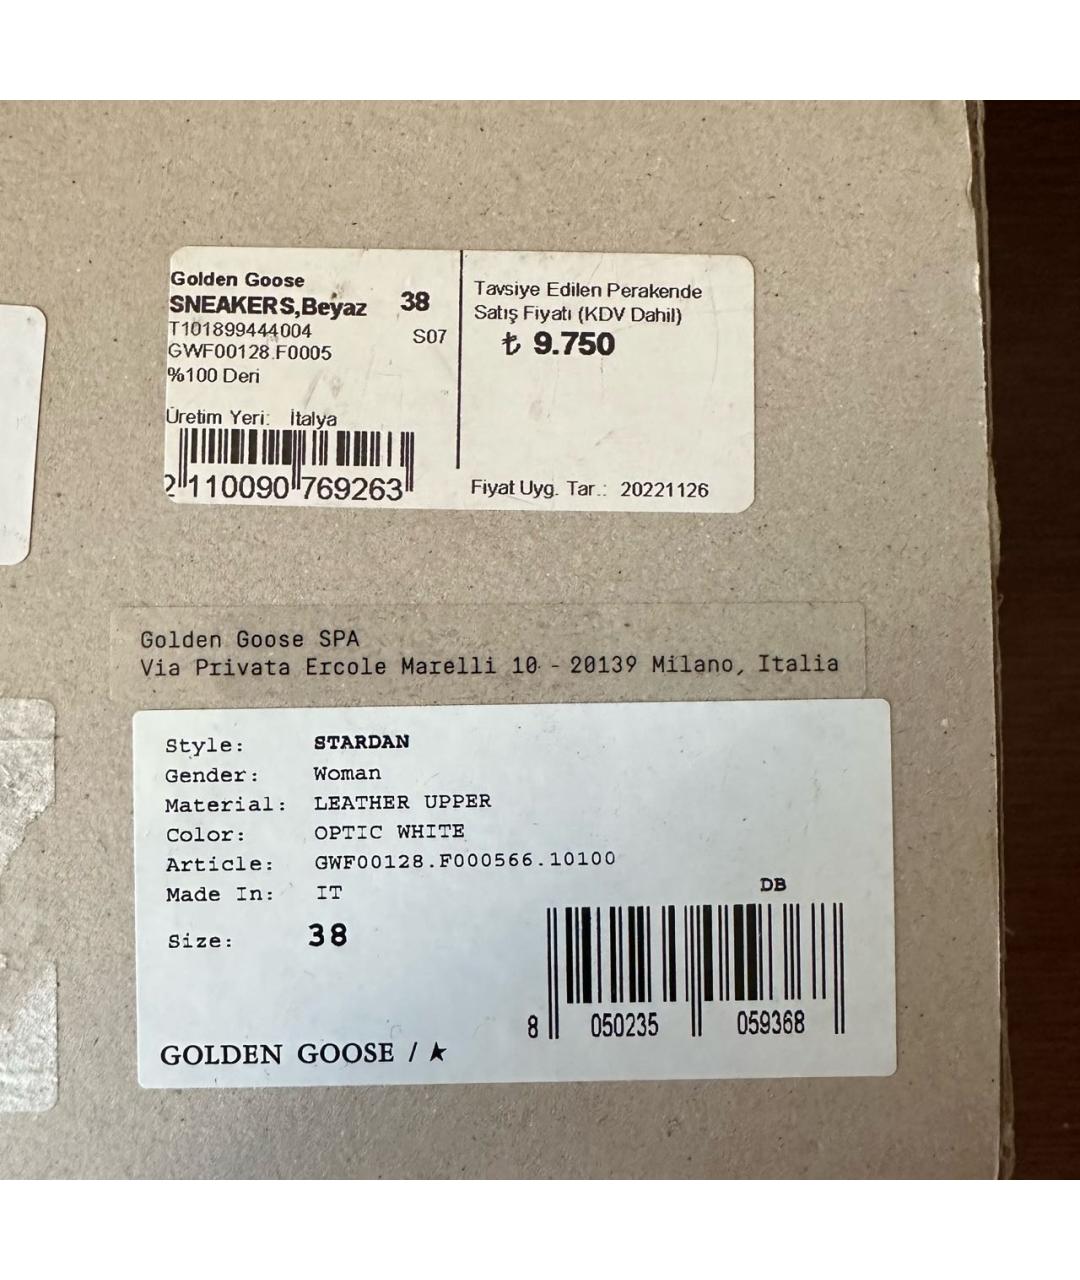 Golden Goose
SNEAKERS,Beyaz 38
T101899444004 S07
GWF00128.F0005
%100 Deri
Üretim Yeri: İtalya
2 110090 769263
Tavsiye Edilen Perakende
Satış Fiyatı (KDV Dahil)
₺ 9.750
Fiyat Uyg. Tar.: 20221126
Golden Goose SPA
Via Privata Ercole Marelli 10 - 20139 Milano, Italia
Style: STARDAN
Gender: Woman
Material: LEATHER UPPER
Color: OPTIC WHITE
Article: GWF00128.F000566.10100
Made In: IT
Size: 38
DB
8 050235 059368
GOLDEN GOOSE / ★